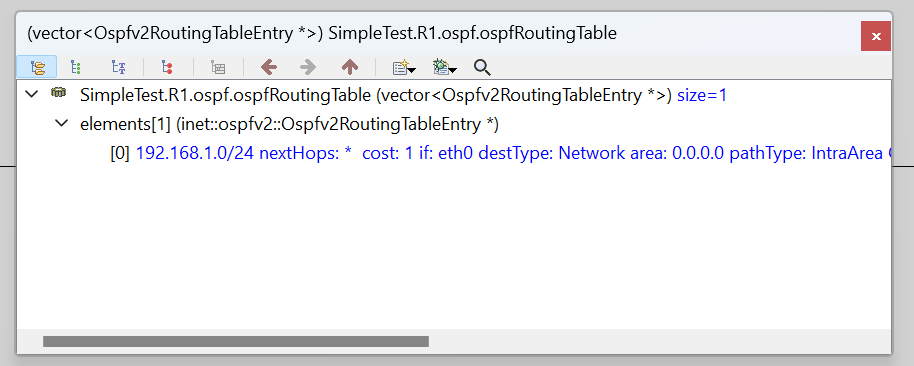 (vector<Ospfv2RoutingTableEntry *>) SimpleTest.R1.ospf.ospfRoutingTable
SimpleTest.R1.ospf.ospfRoutingTable (vector<Ospfv2RoutingTableEntry *>) size=1
elements[1] (inet::ospfv2::Ospfv2RoutingTableEntry *)
[0] 192.168.1.0/24 nextHops: *  cost: 1 if: eth0 destType: Network area: 0.0.0.0 pathType: IntraArea